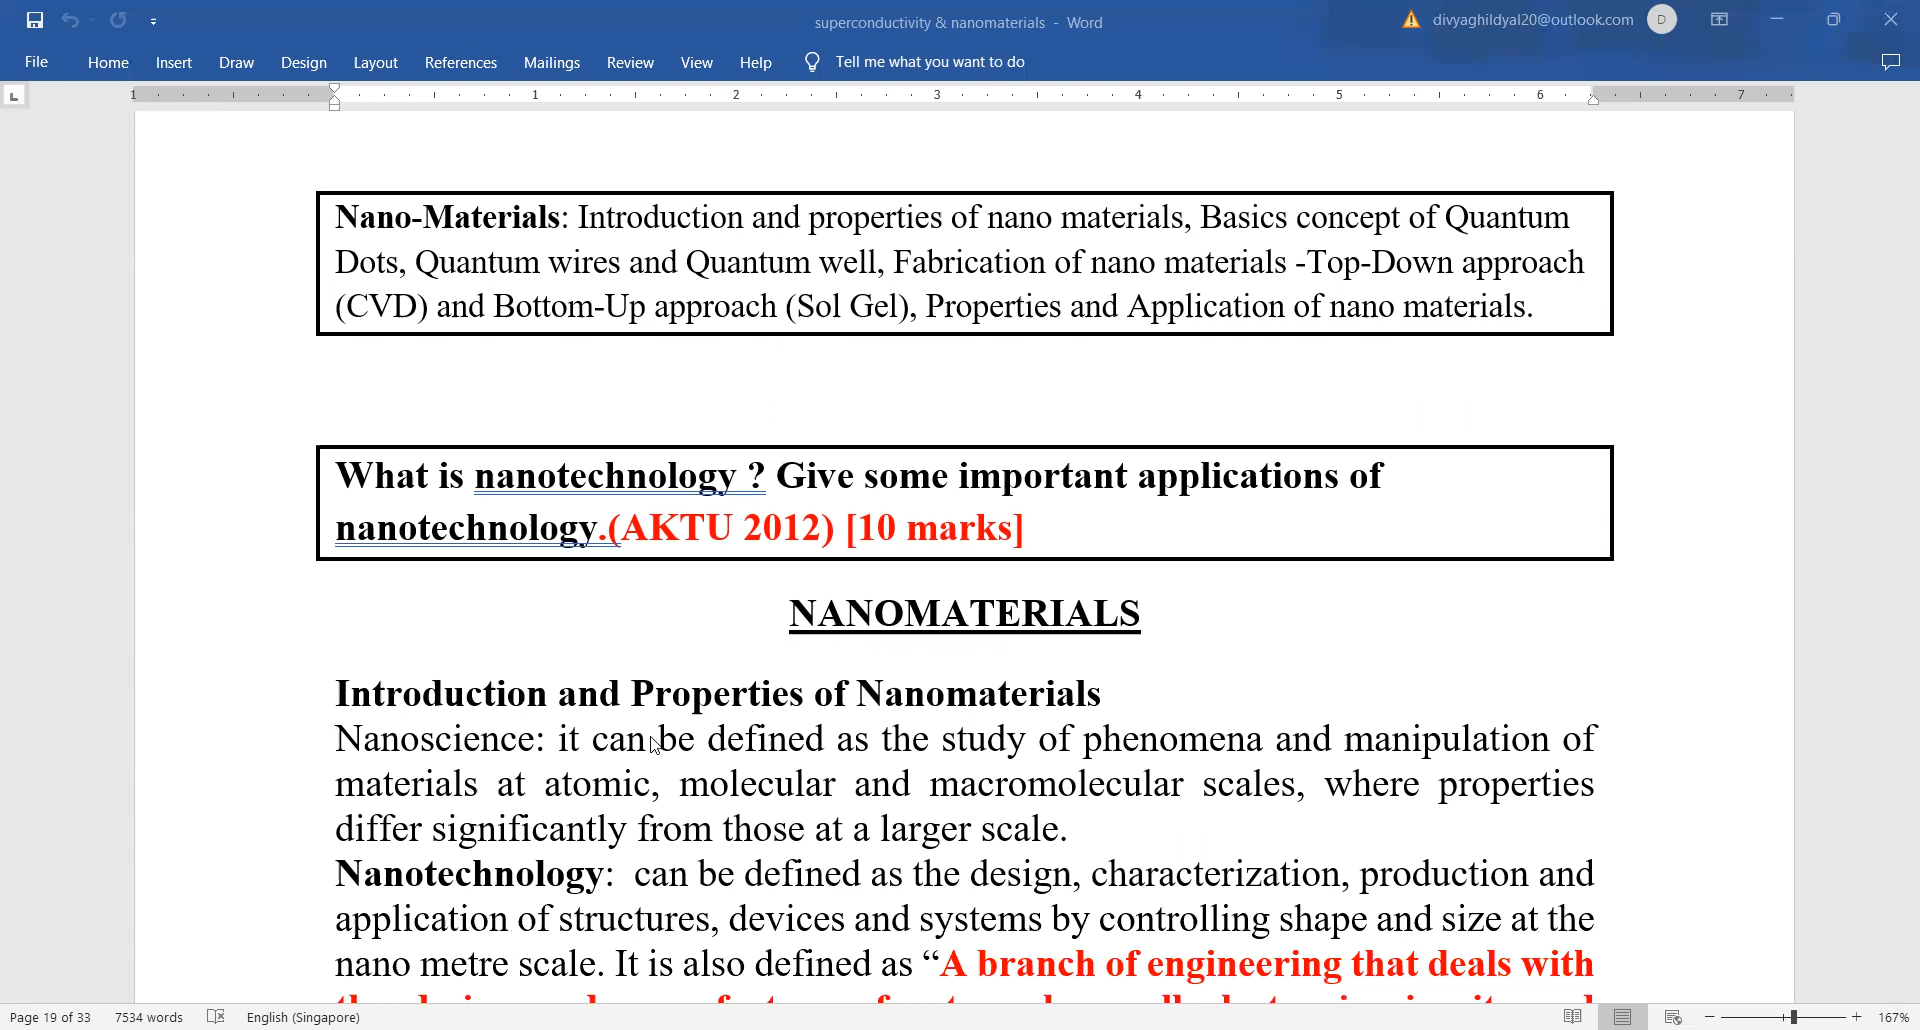 superconductivity & nanomaterials - Word
divyaghildyal20@outlook.com
D
File Home Insert Draw Design Layout References Mailings Review View Help Tell me what you want to do
1 1 2 3 4 5 6 7
Nano-Materials: Introduction and properties of nano materials, Basics concept of Quantum
Dots, Quantum wires and Quantum well, Fabrication of nano materials -Top-Down approach
(CVD) and Bottom-Up approach (Sol Gel), Properties and Application of nano materials.
What is nanotechnology ? Give some important applications of
nanotechnology.(AKTU 2012) [10 marks]
NANOMATERIALS
Introduction and Properties of Nanomaterials
Nanoscience: it can be defined as the study of phenomena and manipulation of
materials at atomic, molecular and macromolecular scales, where properties
differ significantly from those at a larger scale.
Nanotechnology: can be defined as the design, characterization, production and
application of structures, devices and systems by controlling shape and size at the
nano metre scale. It is also defined as “A branch of engineering that deals with
Page 19 of 33 7534 words English (Singapore) 167%